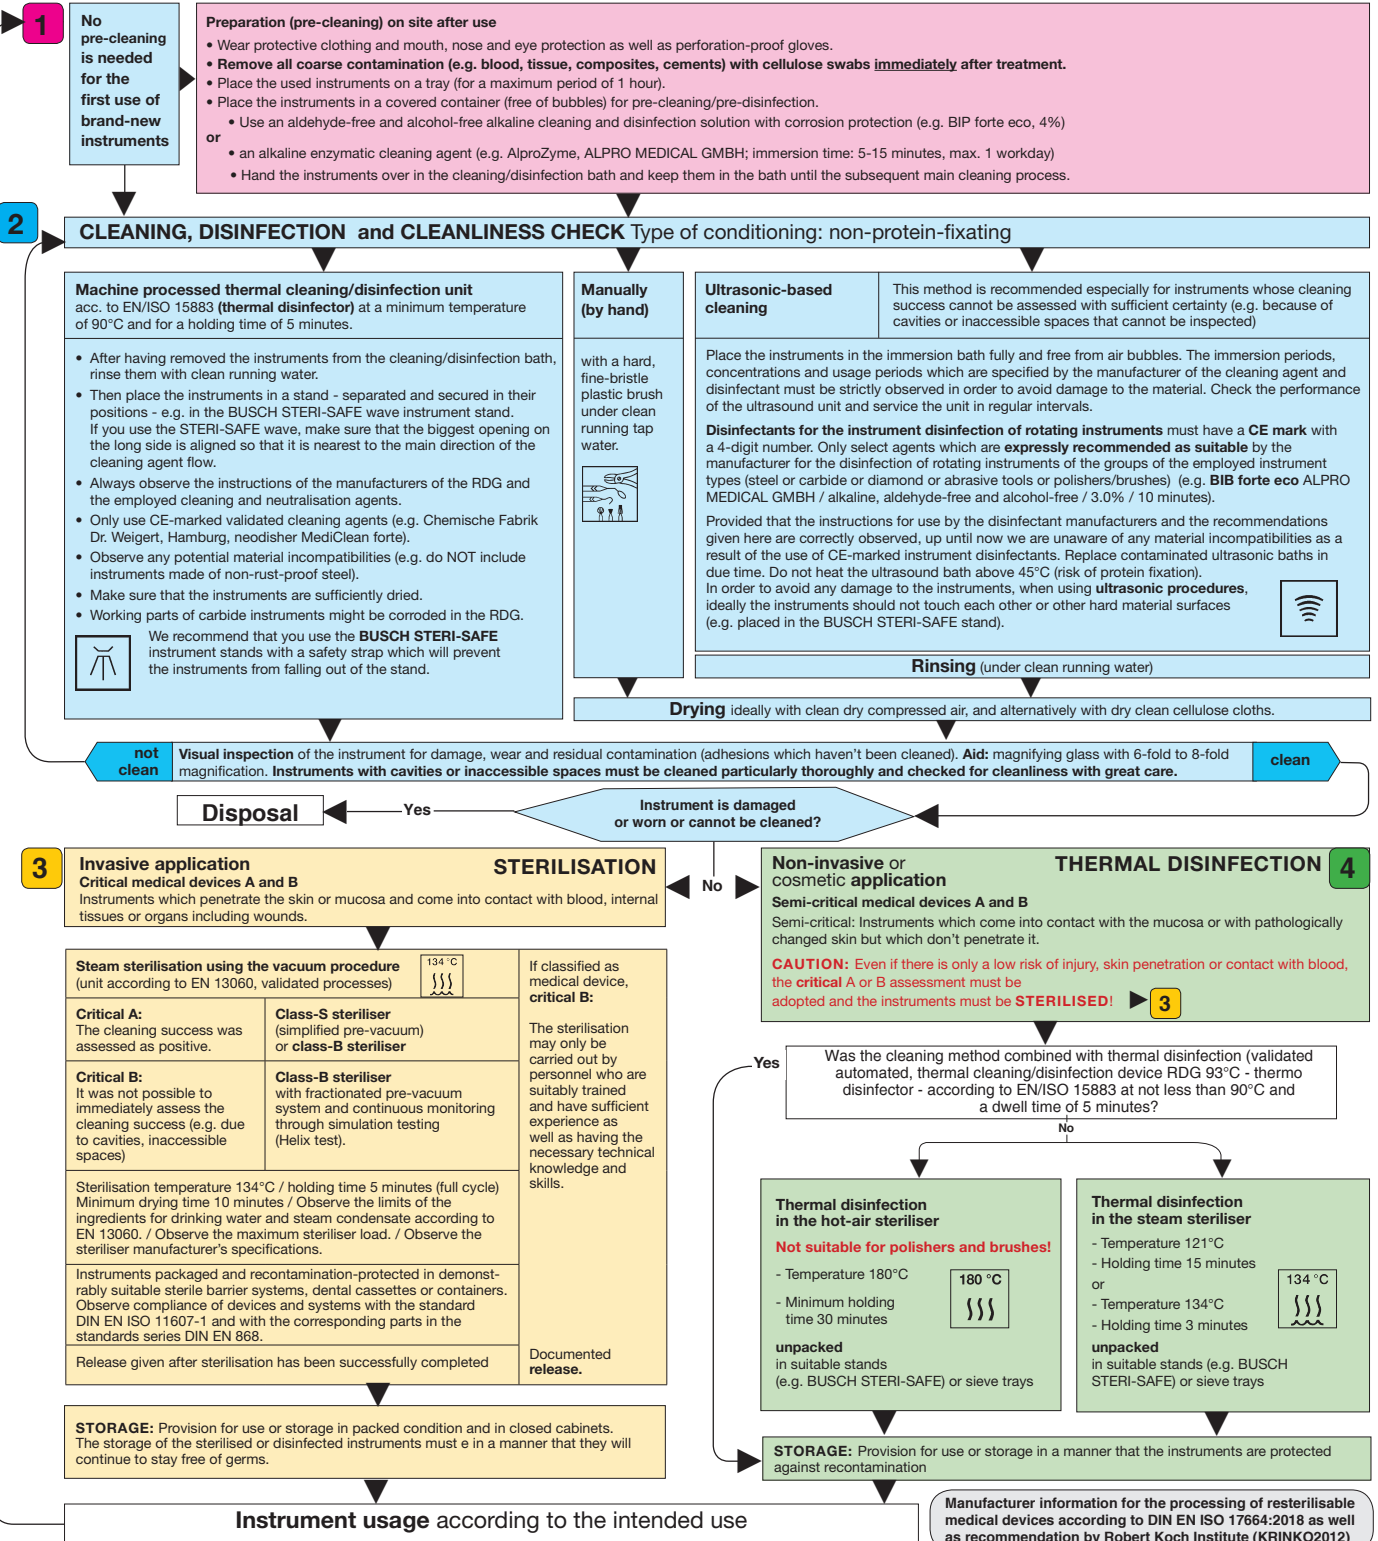 1
No
pre-cleaning
is needed
for the
first use of
brand-new
instruments
Preparation (pre-cleaning) on site after use
• Wear protective clothing and mouth, nose and eye protection as well as perforation-proof gloves.
• Remove all coarse contamination (e.g. blood, tissue, composites, cements) with cellulose swabs immediately after treatment.
• Place the used instruments on a tray (for a maximum period of 1 hour).
• Place the instruments in a covered container (free of bubbles) for pre-cleaning/pre-disinfection.
• Use an aldehyde-free and alcohol-free alkaline cleaning and disinfection solution with corrosion protection (e.g. BIP forte eco, 4%)
or
• an alkaline enzymatic cleaning agent (e.g. AlproZyme, ALPRO MEDICAL GMBH; immersion time: 5-15 minutes, max. 1 workday)
• Hand the instruments over in the cleaning/disinfection bath and keep them in the bath until the subsequent main cleaning process.
2
CLEANING, DISINFECTION and CLEANLINESS CHECK Type of conditioning: non-protein-fixating
Machine processed thermal cleaning/disinfection unit
acc. to EN/ISO 15883 (thermal disinfector) at a minimum temperature
of 90°C and for a holding time of 5 minutes.
• After having removed the instruments from the cleaning/disinfection bath,
rinse them with clean running water.
• Then place the instruments in a stand - separated and secured in their
positions - e.g. in the BUSCH STERI-SAFE wave instrument stand.
If you use the STERI-SAFE wave, make sure that the biggest opening on
the long side is aligned so that it is nearest to the main direction of the
cleaning agent flow.
• Always observe the instructions of the manufacturers of the RDG and
the employed cleaning and neutralisation agents.
• Only use CE-marked validated cleaning agents (e.g. Chemische Fabrik
Dr. Weigert, Hamburg, neodisher MediClean forte).
• Observe any potential material incompatibilities (e.g. do NOT include
instruments made of non-rust-proof steel).
• Make sure that the instruments are sufficiently dried.
• Working parts of carbide instruments might be corroded in the RDG.
We recommend that you use the BUSCH STERI-SAFE
instrument stands with a safety strap which will prevent
the instruments from falling out of the stand.
Manually
(by hand)
with a hard,
fine-bristle
plastic brush
under clean
running tap
water.
Ultrasonic-based
cleaning
This method is recommended especially for instruments whose cleaning
success cannot be assessed with sufficient certainty (e.g. because of
cavities or inaccessible spaces that cannot be inspected)
Place the instruments in the immersion bath fully and free from air bubbles. The immersion periods,
concentrations and usage periods which are specified by the manufacturer of the cleaning agent and
disinfectant must be strictly observed in order to avoid damage to the material. Check the performance
of the ultrasound unit and service the unit in regular intervals.
Disinfectants for the instrument disinfection of rotating instruments must have a CE mark with
a 4-digit number. Only select agents which are expressly recommended as suitable by the
manufacturer for the disinfection of rotating instruments of the groups of the employed instrument
types (steel or carbide or diamond or abrasive tools or polishers/brushes) (e.g. BIB forte eco ALPRO
MEDICAL GMBH / alkaline, aldehyde-free and alcohol-free / 3.0% / 10 minutes).
Provided that the instructions for use by the disinfectant manufacturers and the recommendations
given here are correctly observed, up until now we are unaware of any material incompatibilities as a
result of the use of CE-marked instrument disinfectants. Replace contaminated ultrasonic baths in
due time. Do not heat the ultrasound bath above 45°C (risk of protein fixation).
In order to avoid any damage to the instruments, when using ultrasonic procedures,
ideally the instruments should not touch each other or other hard material surfaces
(e.g. placed in the BUSCH STERI-SAFE stand).
Rinsing (under clean running water)
Drying ideally with clean dry compressed air, and alternatively with dry clean cellulose cloths.
not
clean
Visual inspection of the instrument for damage, wear and residual contamination (adhesions which haven't been cleaned). Aid: magnifying glass with 6-fold to 8-fold
magnification. Instruments with cavities or inaccessible spaces must be cleaned particularly thoroughly and checked for cleanliness with great care.
clean
Disposal
Yes
Instrument is damaged
or worn or cannot be cleaned?
No
3
Invasive application
STERILISATION
Critical medical devices A and B
Instruments which penetrate the skin or mucosa and come into contact with blood, internal
tissues or organs including wounds.
Steam sterilisation using the vacuum procedure
(unit according to EN 13060, validated processes)
134 °C
Critical A:
The cleaning success was
assessed as positive.
Class-S steriliser
(simplified pre-vacuum)
or class-B steriliser
Critical B:
It was not possible to
immediately assess the
cleaning success (e.g. due
to cavities, inaccessible
spaces)
Class-B steriliser
with fractionated pre-vacuum
system and continuous monitoring
through simulation testing
(Helix test).
Sterilisation temperature 134°C / holding time 5 minutes (full cycle)
Minimum drying time 10 minutes / Observe the limits of the
ingredients for drinking water and steam condensate according to
EN 13060. / Observe the maximum steriliser load. / Observe the
steriliser manufacturer's specifications.
Instruments packaged and recontamination-protected in demonst-
rably suitable sterile barrier systems, dental cassettes or containers.
Observe compliance of devices and systems with the standard
DIN EN ISO 11607-1 and with the corresponding parts in the
standards series DIN EN 868.
Release given after sterilisation has been successfully completed
If classified as
medical device,
critical B:
The sterilisation
may only be
carried out by
personnel who are
suitably trained
and have sufficient
experience as
well as having the
necessary technical
knowledge and
skills.
Documented
release.
STORAGE: Provision for use or storage in packed condition and in closed cabinets.
The storage of the sterilised or disinfected instruments must e in a manner that they will
continue to stay free of germs.
Non-invasive or
cosmetic application
THERMAL DISINFECTION
4
Semi-critical medical devices A and B
Semi-critical: Instruments which come into contact with the mucosa or with pathologically
changed skin but which don't penetrate it.
CAUTION: Even if there is only a low risk of injury, skin penetration or contact with blood,
the critical A or B assessment must be
adopted and the instruments must be STERILISED!
3
Yes
Was the cleaning method combined with thermal disinfection (validated
automated, thermal cleaning/disinfection device RDG 93°C - thermo
disinfector - according to EN/ISO 15883 at not less than 90°C and
a dwell time of 5 minutes?
No
Thermal disinfection
in the hot-air steriliser
Not suitable for polishers and brushes!
- Temperature 180°C
- Minimum holding
time 30 minutes
180 °C
unpacked
in suitable stands
(e.g. BUSCH STERI-SAFE) or sieve trays
Thermal disinfection
in the steam steriliser
- Temperature 121°C
- Holding time 15 minutes
or
- Temperature 134°C
- Holding time 3 minutes
134 °C
unpacked
in suitable stands (e.g. BUSCH
STERI-SAFE) or sieve trays
STORAGE: Provision for use or storage in a manner that the instruments are protected
against recontamination
Instrument usage according to the intended use
Manufacturer information for the processing of resterilisable
medical devices according to DIN EN ISO 17664:2018 as well
as recommendation by Robert Koch Institute (KRINKO2012)